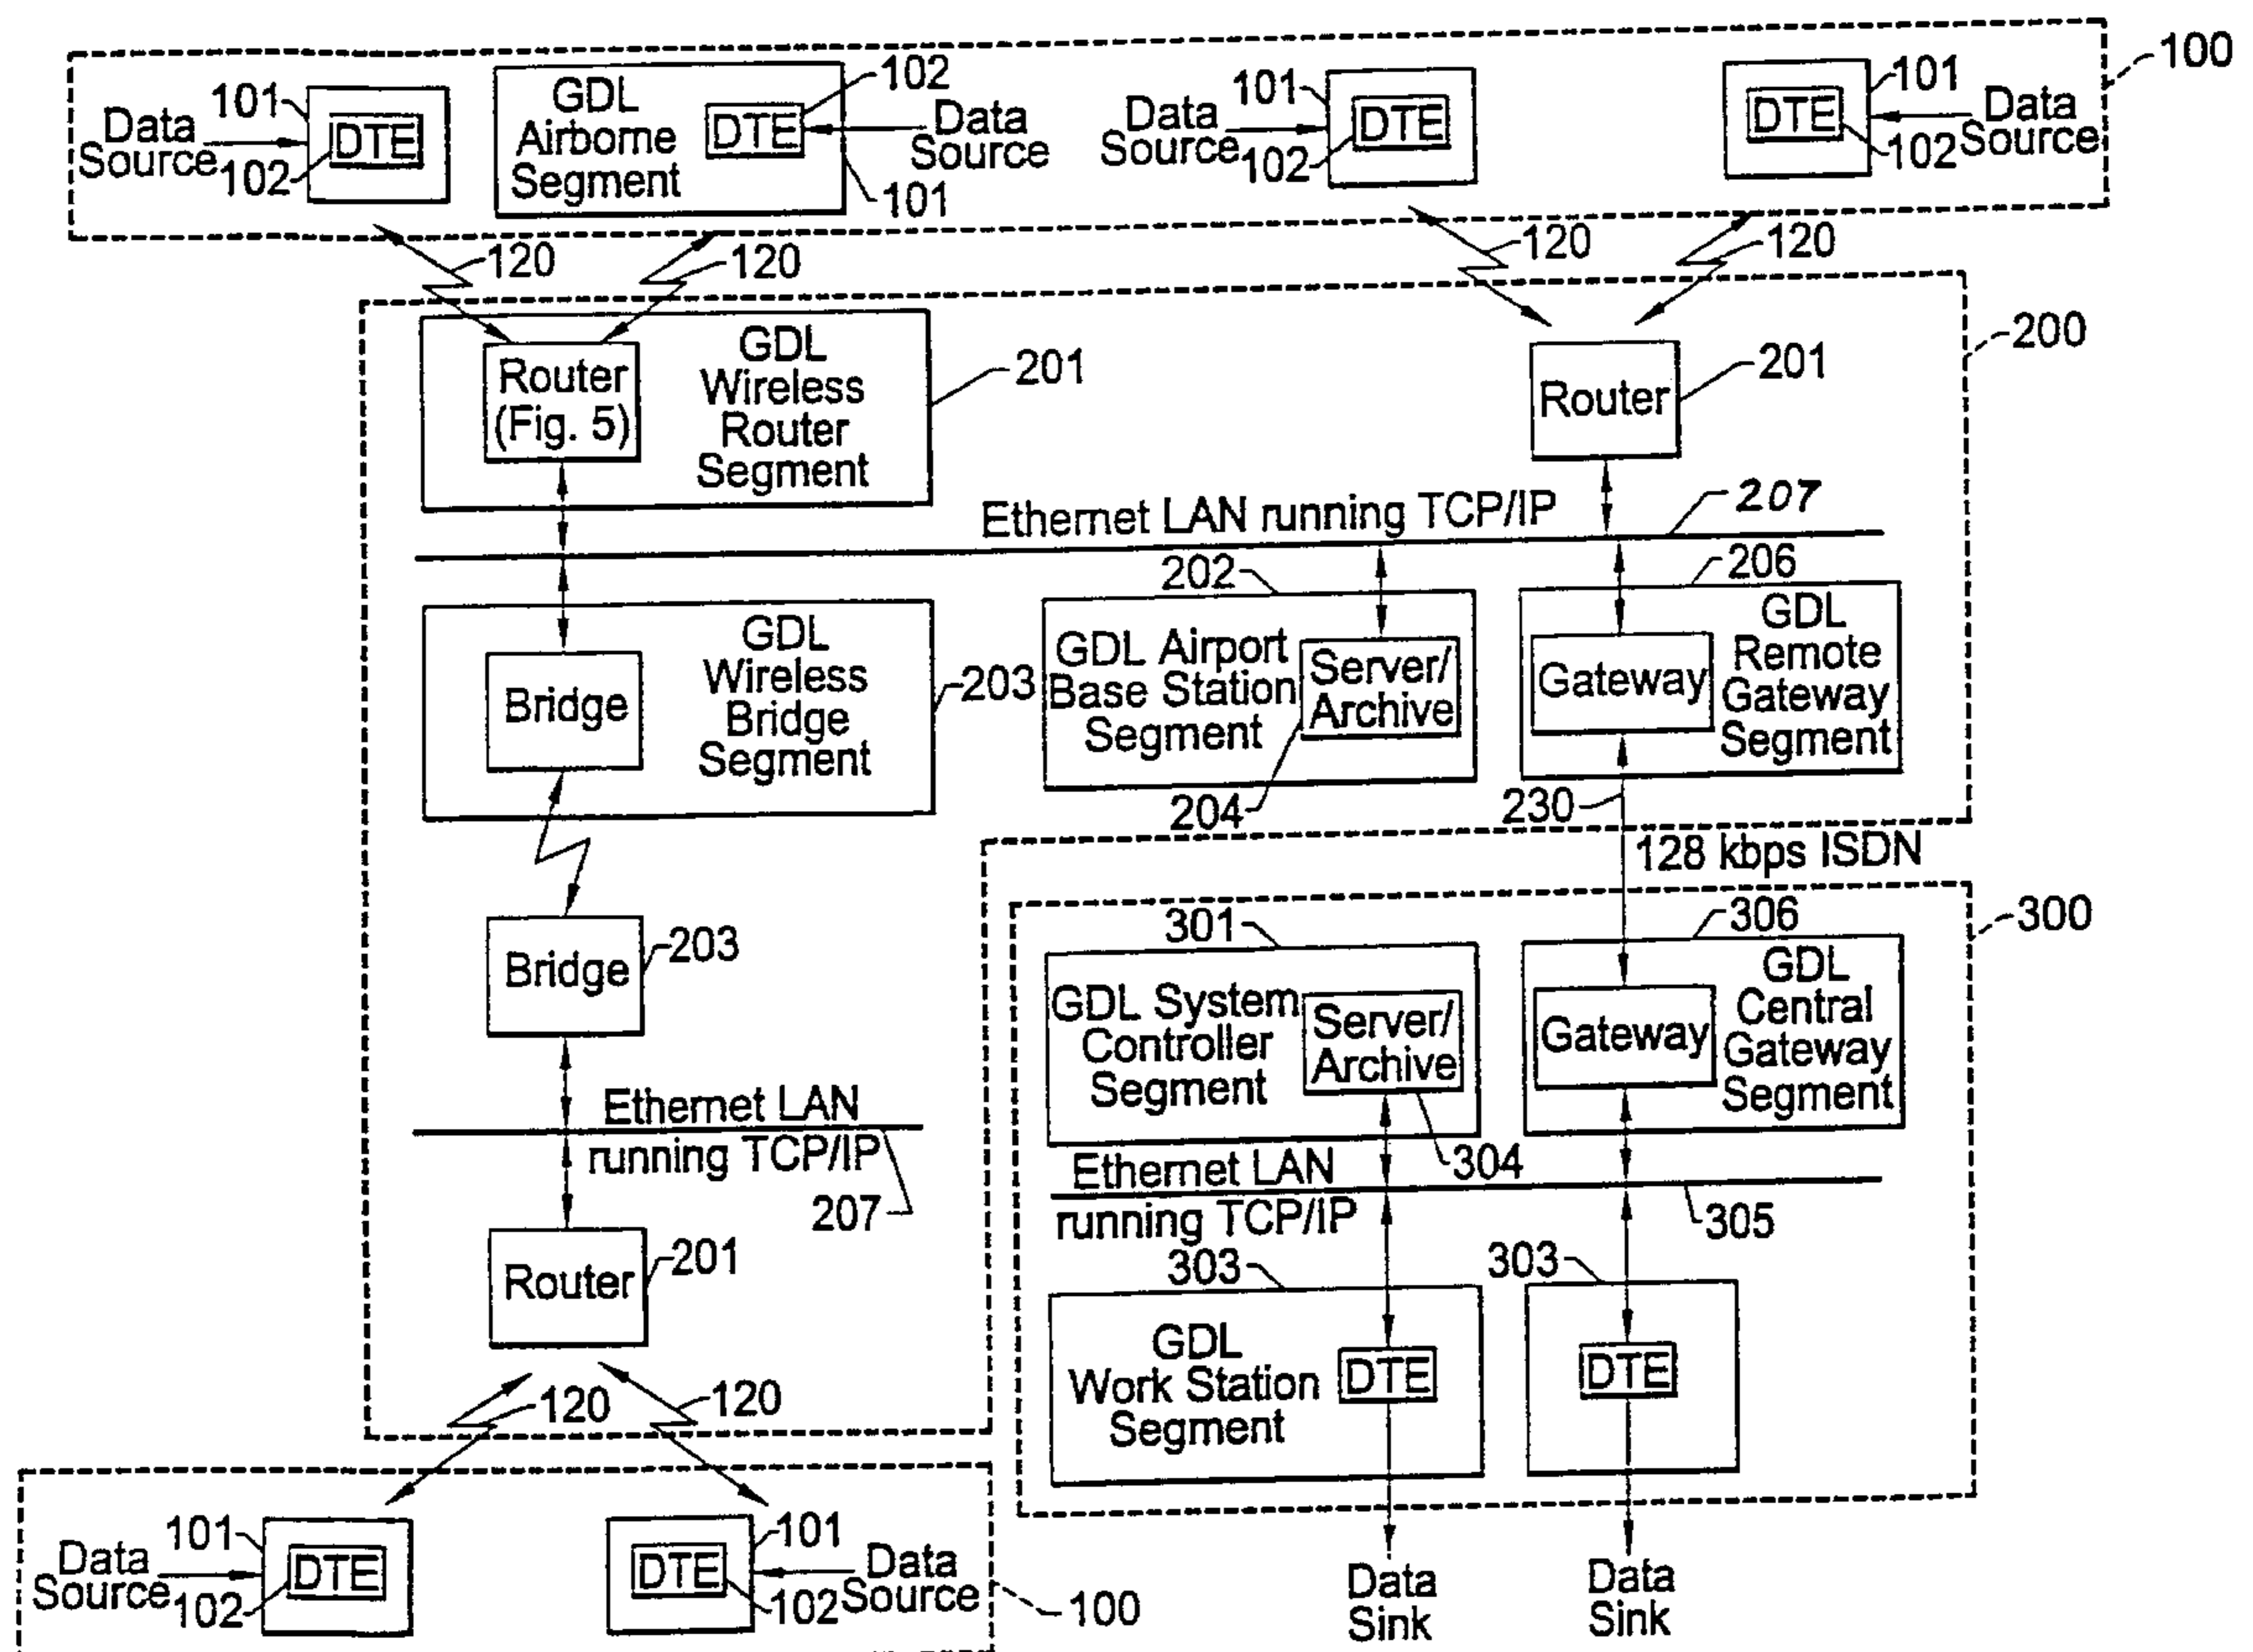 100
101
Data
Source
102
DTE
GDL
Airborne
Segment
DTE
102
Data
Source
101
Data
Source
101
102
DTE
DTE
101
102
Data
Source
120
120
120
120
200
Router
(Fig. 5)
GDL
Wireless
Router
Segment
201
Router
201
Ethernet LAN running TCP/IP
207
Bridge
GDL
Wireless
Bridge
Segment
203
202
GDL Airport
Base Station
Segment
Server/
Archive
204
206
Gateway
GDL
Remote
Gateway
Segment
230
128 kbps ISDN
Bridge
203
Ethernet LAN
running TCP/IP
207
Router
201
120
120
300
301
GDL System
Controller
Segment
Server/
Archive
304
306
Gateway
GDL
Central
Gateway
Segment
Ethernet LAN
running TCP/IP
305
303
GDL
Work Station
Segment
DTE
303
DTE
Data
Sink
Data
Sink
Data
Source
101
102
DTE
DTE
101
102
Data
Source
100